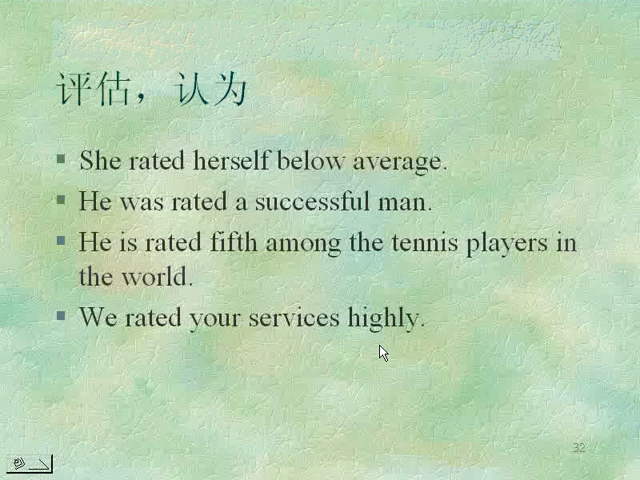 评估，认为
She rated herself below average.
He was rated a successful man.
He is rated fifth among the tennis players in
the world.
We rated your services highly.
32